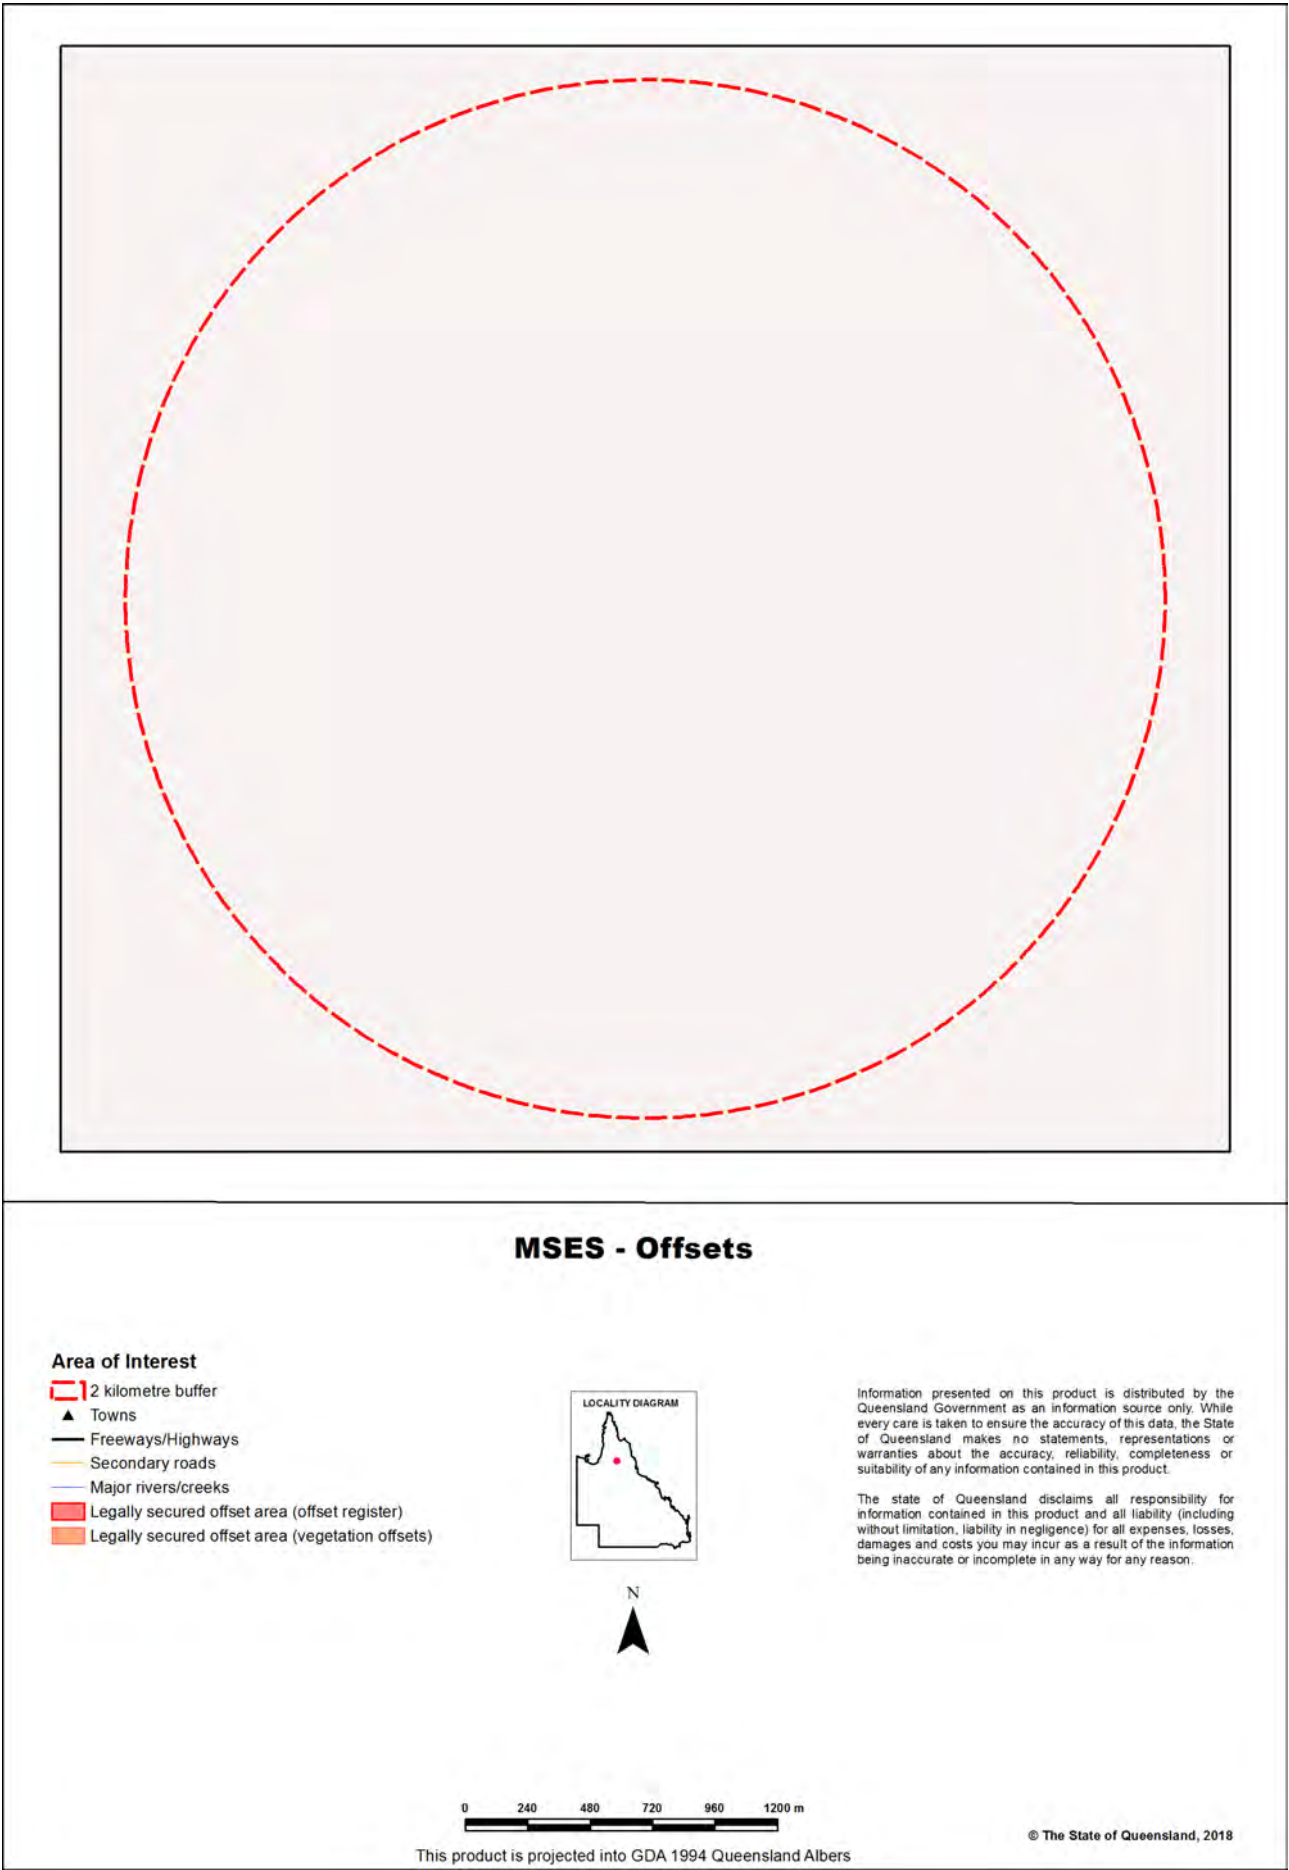 MSES - Offsets
Area of Interest
2 kilometre buffer
Towns
Freeways/Highways
Secondary roads
Major rivers/creeks
Legally secured offset area (offset register)
Legally secured offset area (vegetation offsets)
LOCALITY DIAGRAM
N
Information presented on this product is distributed by the
Queensland Government as an information source only. While
every care is taken to ensure the accuracy of this data, the State
of Queensland makes no statements, representations or
warranties about the accuracy, reliability, completeness or
suitability of any information contained in this product.
The state of Queensland disclaims all responsibility for
information contained in this product and all liability (including
without limitation, liability in negligence) for all expenses, losses,
damages and costs you may incur as a result of the information
being inaccurate or incomplete in any way for any reason.
0 240 480 720 960 1200 m
This product is projected into GDA 1994 Queensland Albers
© The State of Queensland, 2018